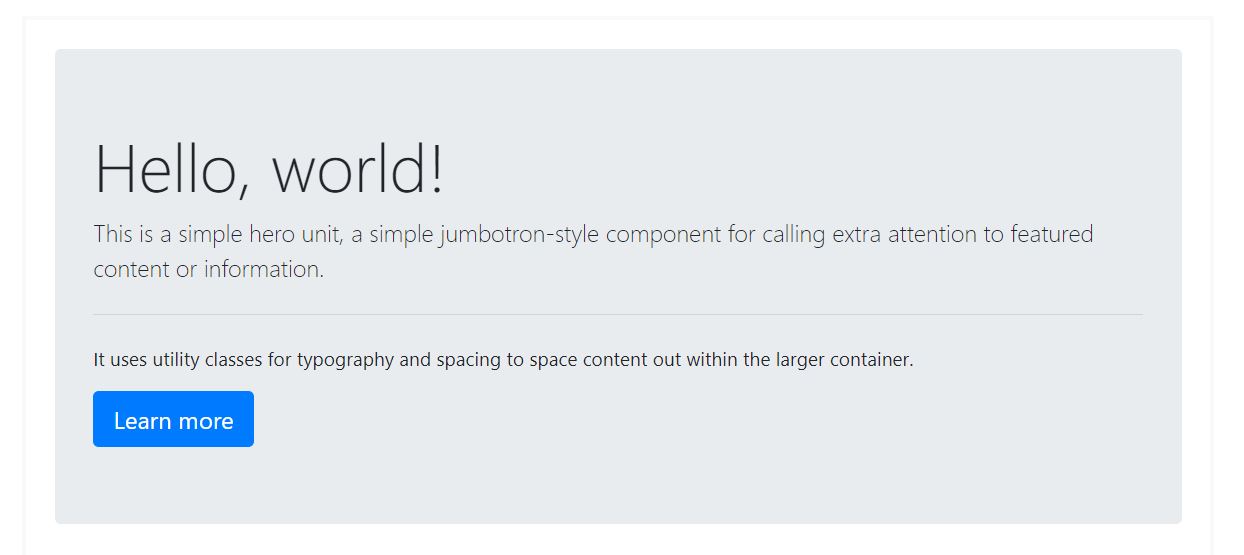 Hello, world!
This is a simple hero unit, a simple jumbotron-style component for calling extra attention to featured
content or information.
It uses utility classes for typography and spacing to space content out within the larger container.
Learn more